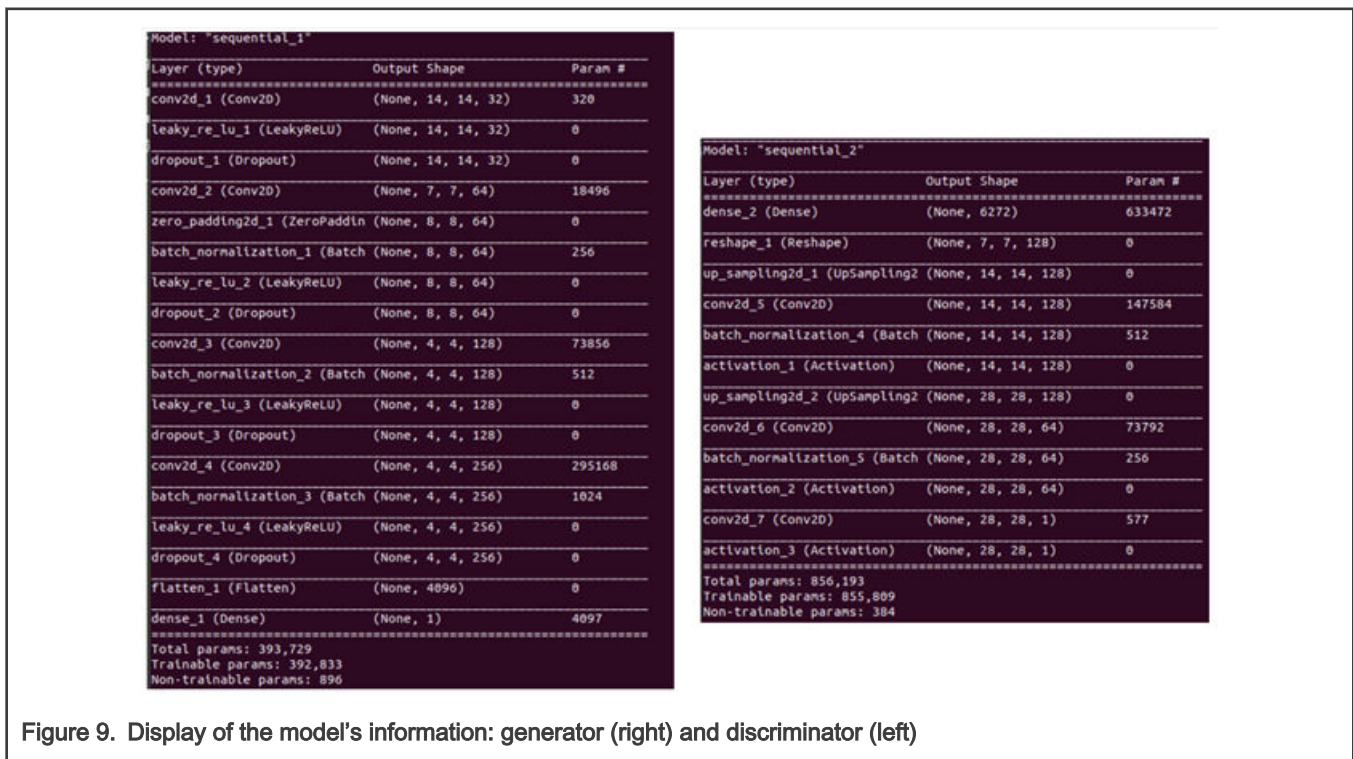 Model: "sequential_1"
Layer (type) Output Shape Param #
conv2d_1 (Conv2D) (None, 14, 14, 32) 320
leaky_re_lu_1 (LeakyReLU) (None, 14, 14, 32) 0
dropout_1 (Dropout) (None, 14, 14, 32) 0
conv2d_2 (Conv2D) (None, 7, 7, 64) 18496
zero_padding2d_1 (ZeroPaddin (None, 8, 8, 64) 0
batch_normalization_1 (Batch (None, 8, 8, 64) 256
leaky_re_lu_2 (LeakyReLU) (None, 8, 8, 64) 0
dropout_2 (Dropout) (None, 8, 8, 64) 0
conv2d_3 (Conv2D) (None, 4, 4, 128) 73856
batch_normalization_2 (Batch (None, 4, 4, 128) 512
leaky_re_lu_3 (LeakyReLU) (None, 4, 4, 128) 0
dropout_3 (Dropout) (None, 4, 4, 128) 0
conv2d_4 (Conv2D) (None, 4, 4, 256) 295168
batch_normalization_3 (Batch (None, 4, 4, 256) 1024
leaky_re_lu_4 (LeakyReLU) (None, 4, 4, 256) 0
dropout_4 (Dropout) (None, 4, 4, 256) 0
flatten_1 (Flatten) (None, 4096) 0
dense_1 (Dense) (None, 1) 4097
Total params: 393,729
Trainable params: 392,833
Non-trainable params: 896
Model: "sequential_2"
Layer (type) Output Shape Param #
dense_2 (Dense) (None, 6272) 633472
reshape_1 (Reshape) (None, 7, 7, 128) 0
up_sampling2d_1 (UpSampling2 (None, 14, 14, 128) 0
conv2d_5 (Conv2D) (None, 14, 14, 128) 147584
batch_normalization_4 (Batch (None, 14, 14, 128) 512
activation_1 (Activation) (None, 14, 14, 128) 0
up_sampling2d_2 (UpSampling2 (None, 28, 28, 128) 0
conv2d_6 (Conv2D) (None, 28, 28, 64) 73792
batch_normalization_5 (Batch (None, 28, 28, 64) 256
activation_2 (Activation) (None, 28, 28, 64) 0
conv2d_7 (Conv2D) (None, 28, 28, 1) 577
activation_3 (Activation) (None, 28, 28, 1) 0
Total params: 856,193
Trainable params: 855,809
Non-trainable params: 384
Figure 9. Display of the model's information: generator (right) and discriminator (left)